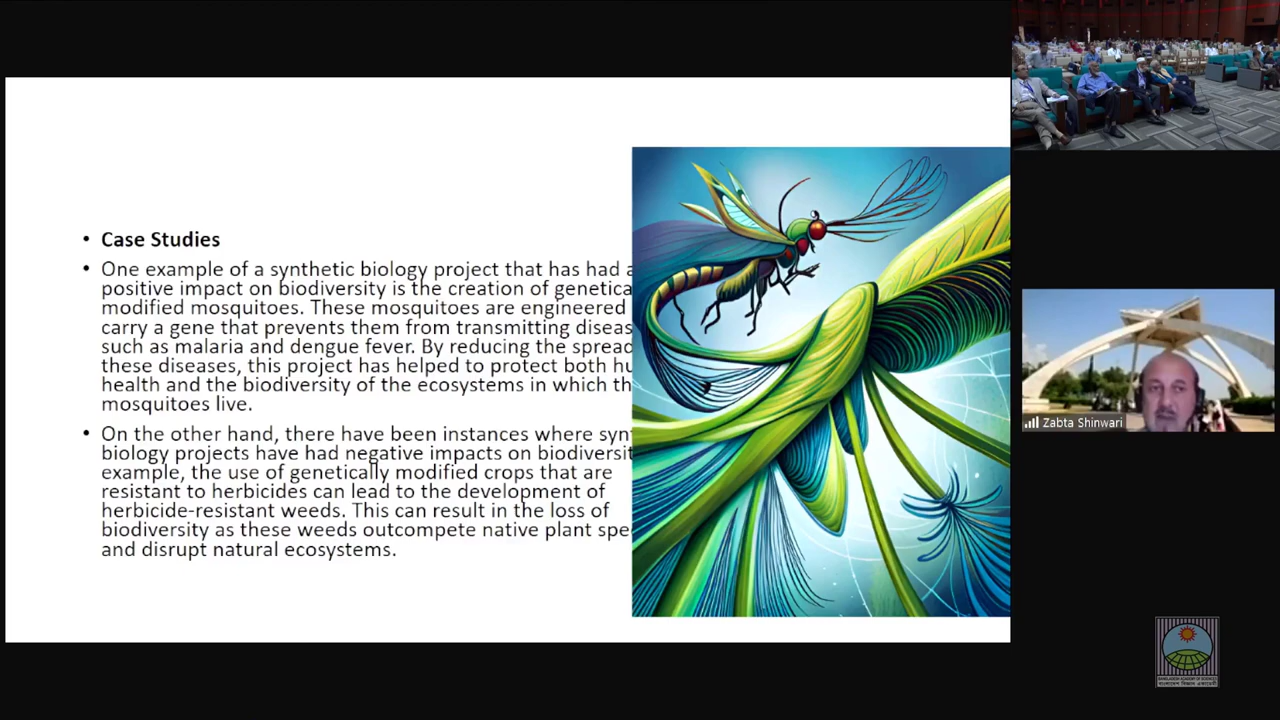 • Case Studies
• One example of a synthetic biology project that has had a
positive impact on biodiversity is the creation of genetica
modified mosquitoes. These mosquitoes are engineered
carry a gene that prevents them from transmitting diseas
such as malaria and dengue fever. By reducing the spread
these diseases, this project has helped to protect both hu
health and the biodiversity of the ecosystems in which th
mosquitoes live.
• On the other hand, there have been instances where syn
biology projects have had negative impacts on biodiversit
example, the use of genetically modified crops that are
resistant to herbicides can lead to the development of
herbicide-resistant weeds. This can result in the loss of
biodiversity as these weeds outcompete native plant spe
and disrupt natural ecosystems.
Zabta Shinwari